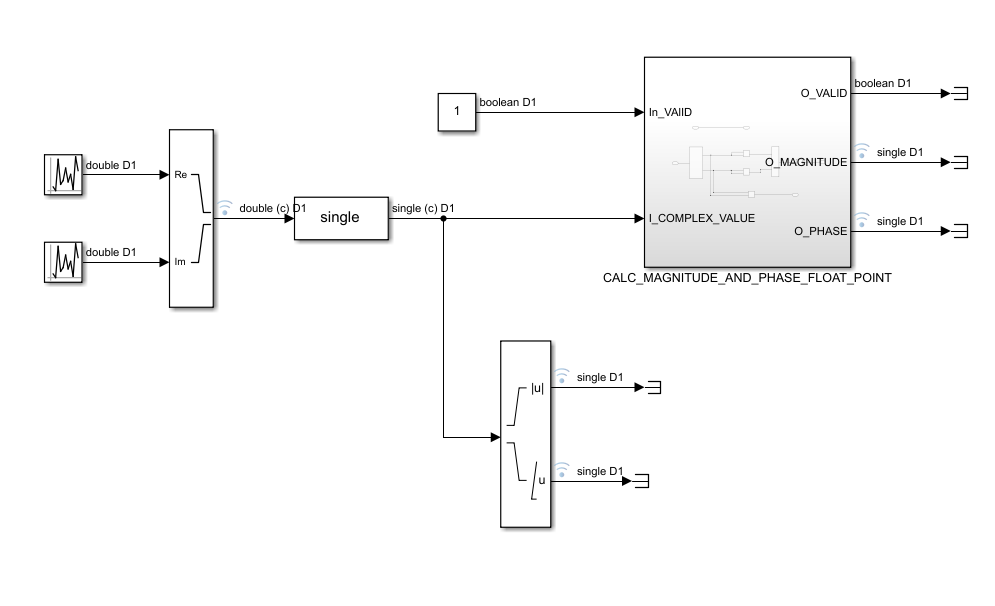 boolean D1
O_VALID
boolean D1
1
In_VAlID
double D1
Re
O_MAGNITUDE
single D1
double (c) D1
single
single (c) D1
I_COMPLEX_VALUE
O_PHASE
single D1
double D1
Im
CALC_MAGNITUDE_AND_PHASE_FLOAT_POINT
|u|
single D1
u
single D1